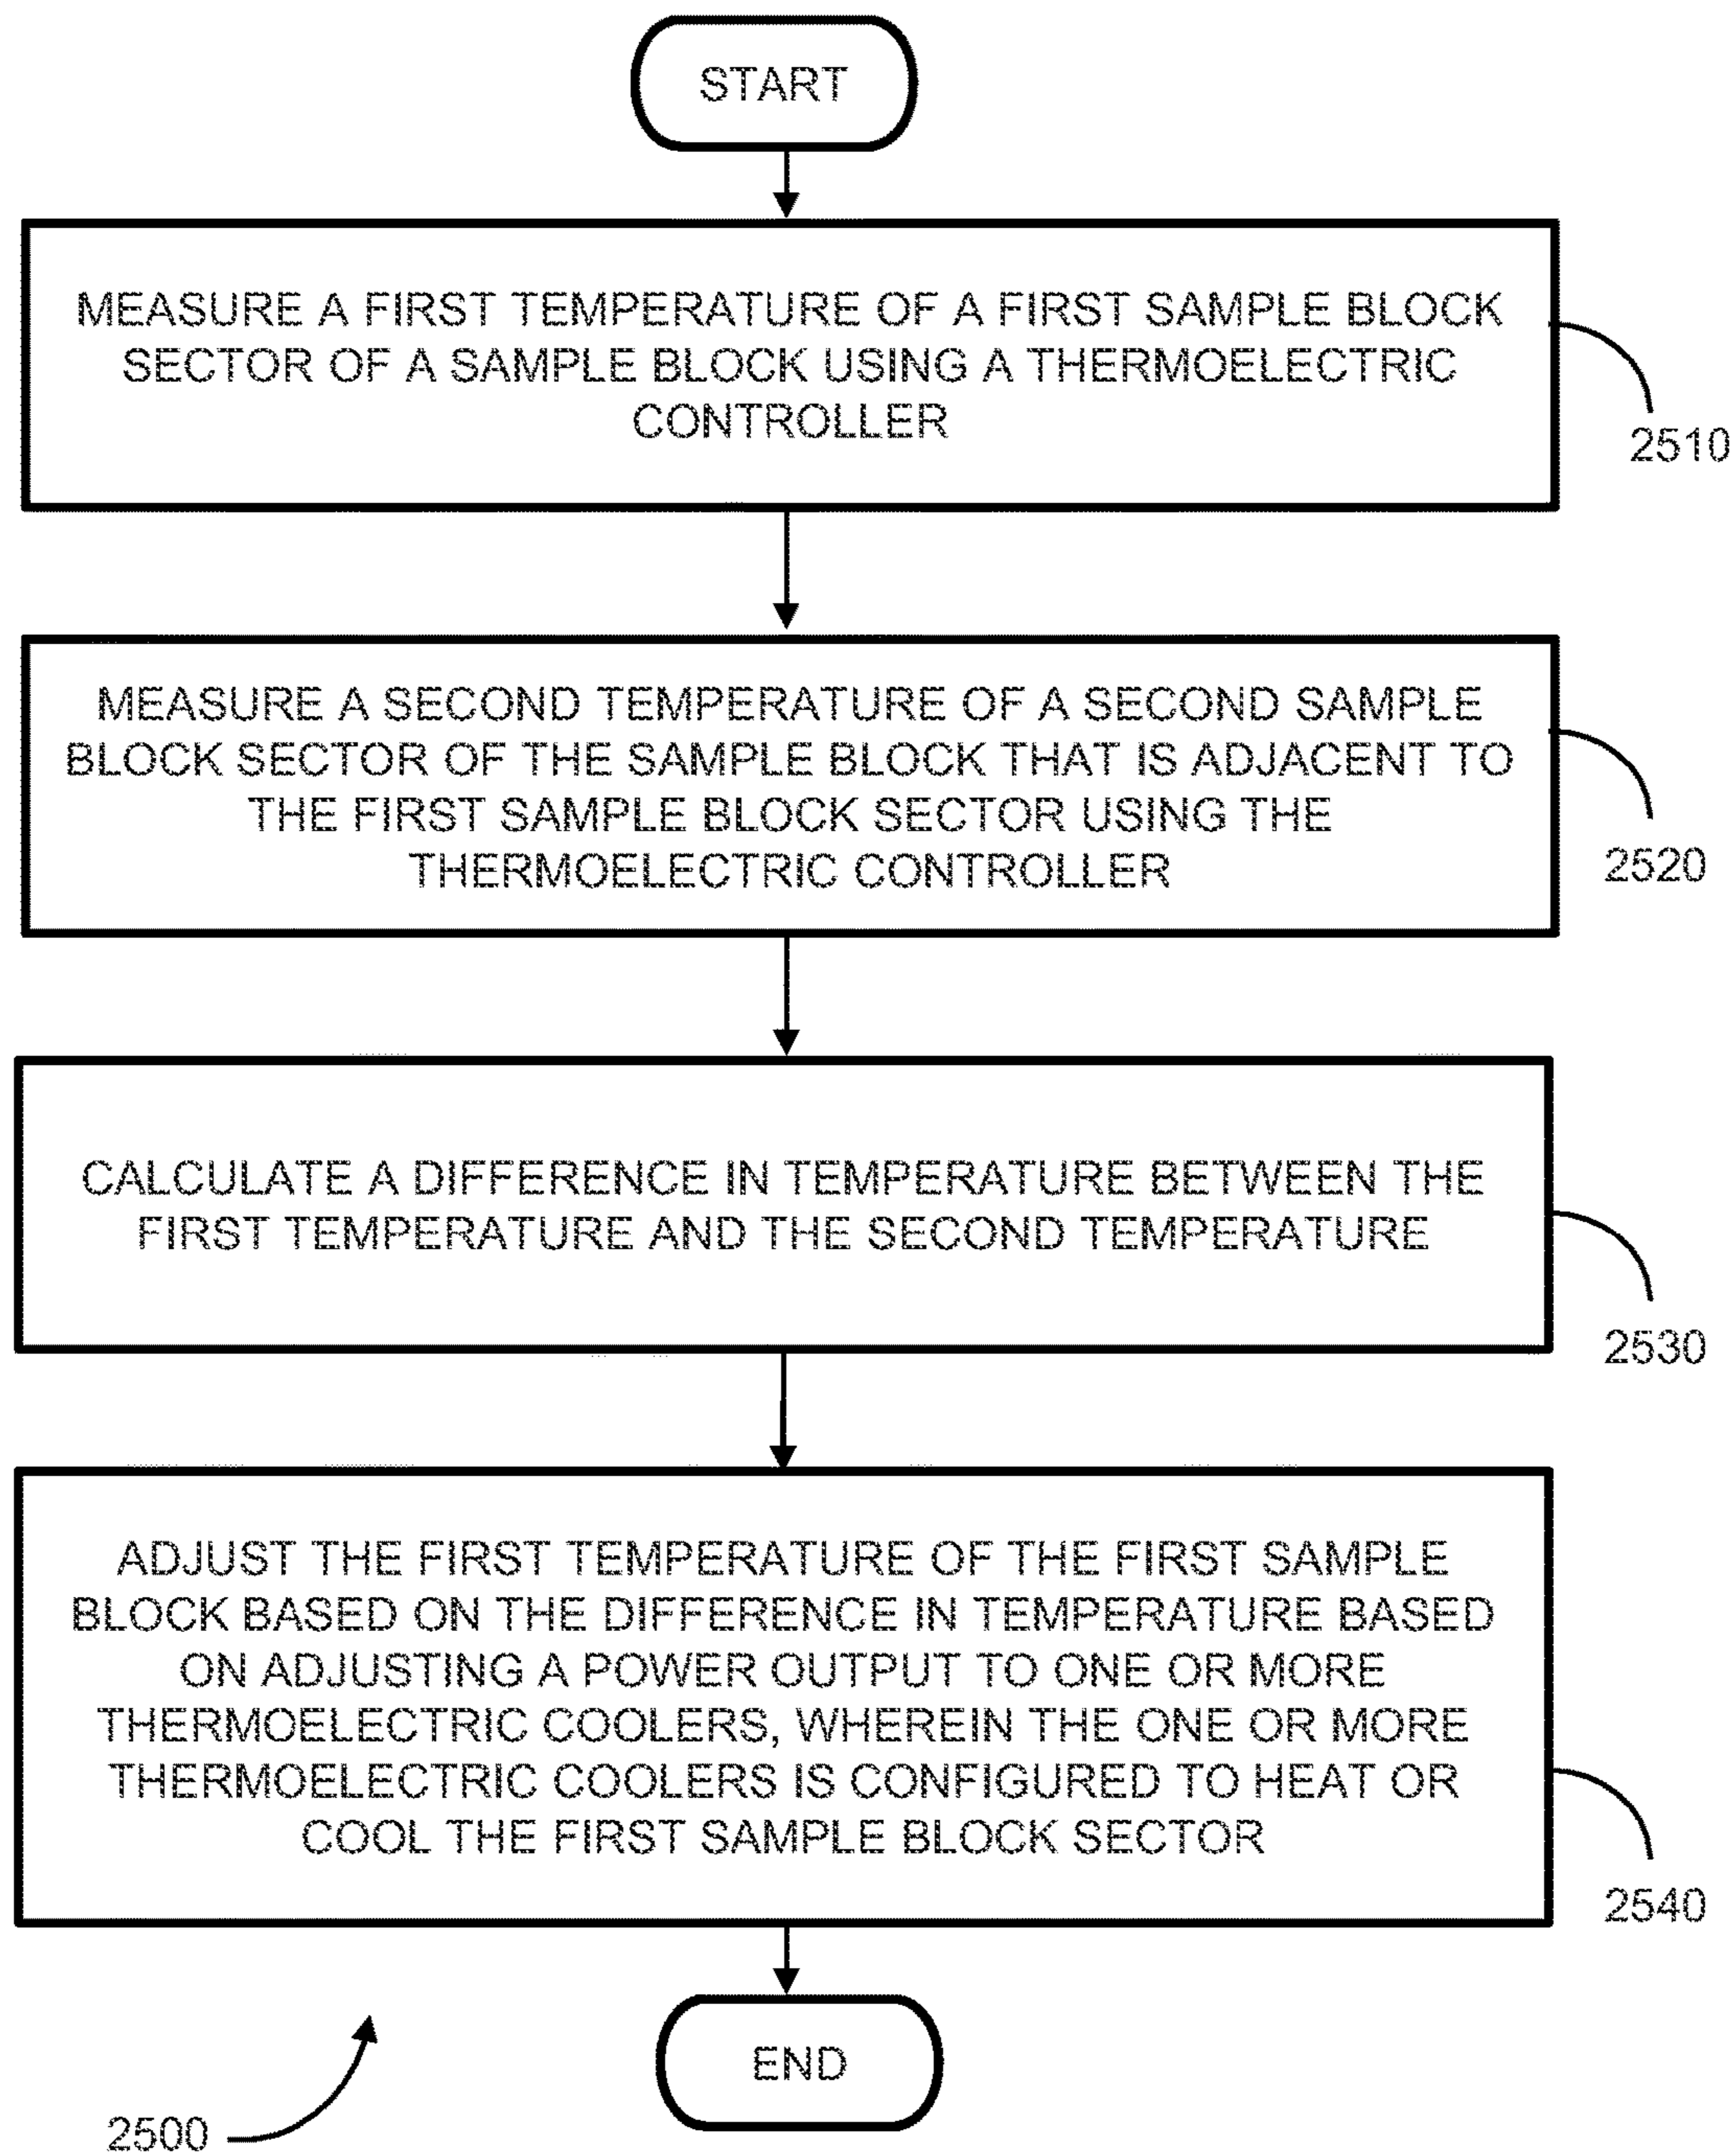 START
MEASURE A FIRST TEMPERATURE OF A FIRST SAMPLE BLOCK
SECTOR OF A SAMPLE BLOCK USING A THERMOELECTRIC
CONTROLLER
2510
MEASURE A SECOND TEMPERATURE OF A SECOND SAMPLE
BLOCK SECTOR OF THE SAMPLE BLOCK THAT IS ADJACENT TO
THE FIRST SAMPLE BLOCK SECTOR USING THE
THERMOELECTRIC CONTROLLER
2520
CALCULATE A DIFFERENCE IN TEMPERATURE BETWEEN THE
FIRST TEMPERATURE AND THE SECOND TEMPERATURE
2530
ADJUST THE FIRST TEMPERATURE OF THE FIRST SAMPLE
BLOCK BASED ON THE DIFFERENCE IN TEMPERATURE BASED
ON ADJUSTING A POWER OUTPUT TO ONE OR MORE
THERMOELECTRIC COOLERS, WHEREIN THE ONE OR MORE
THERMOELECTRIC COOLERS IS CONFIGURED TO HEAT OR
COOL THE FIRST SAMPLE BLOCK SECTOR
2540
END
2500